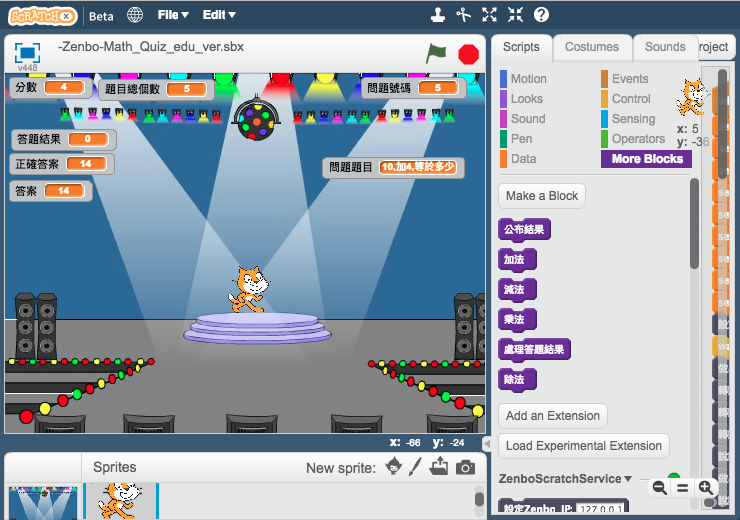 SCRATCHX
Beta
File
Edit
v448
-Zenbo-Math_Quiz_edu_ver.sbx
分數 4
題目總個數 5
問題號碼 5
答題結果 0
正確答案 14
答案 14
問題題目 10,加4,等於多少
x: -66 y: -24
Sprites
New sprite:
Scripts
Costumes
Sounds
roject
Motion
Looks
Sound
Pen
Data
Events
Control
Sensing
Operators
More Blocks
x: 5
y: -36
Make a Block
公布結果
加法
減法
乘法
處理答題結果
除法
Add an Extension
Load Experimental Extension
ZenboScratchService
設定Zenbo_IP: 127.0.0.1